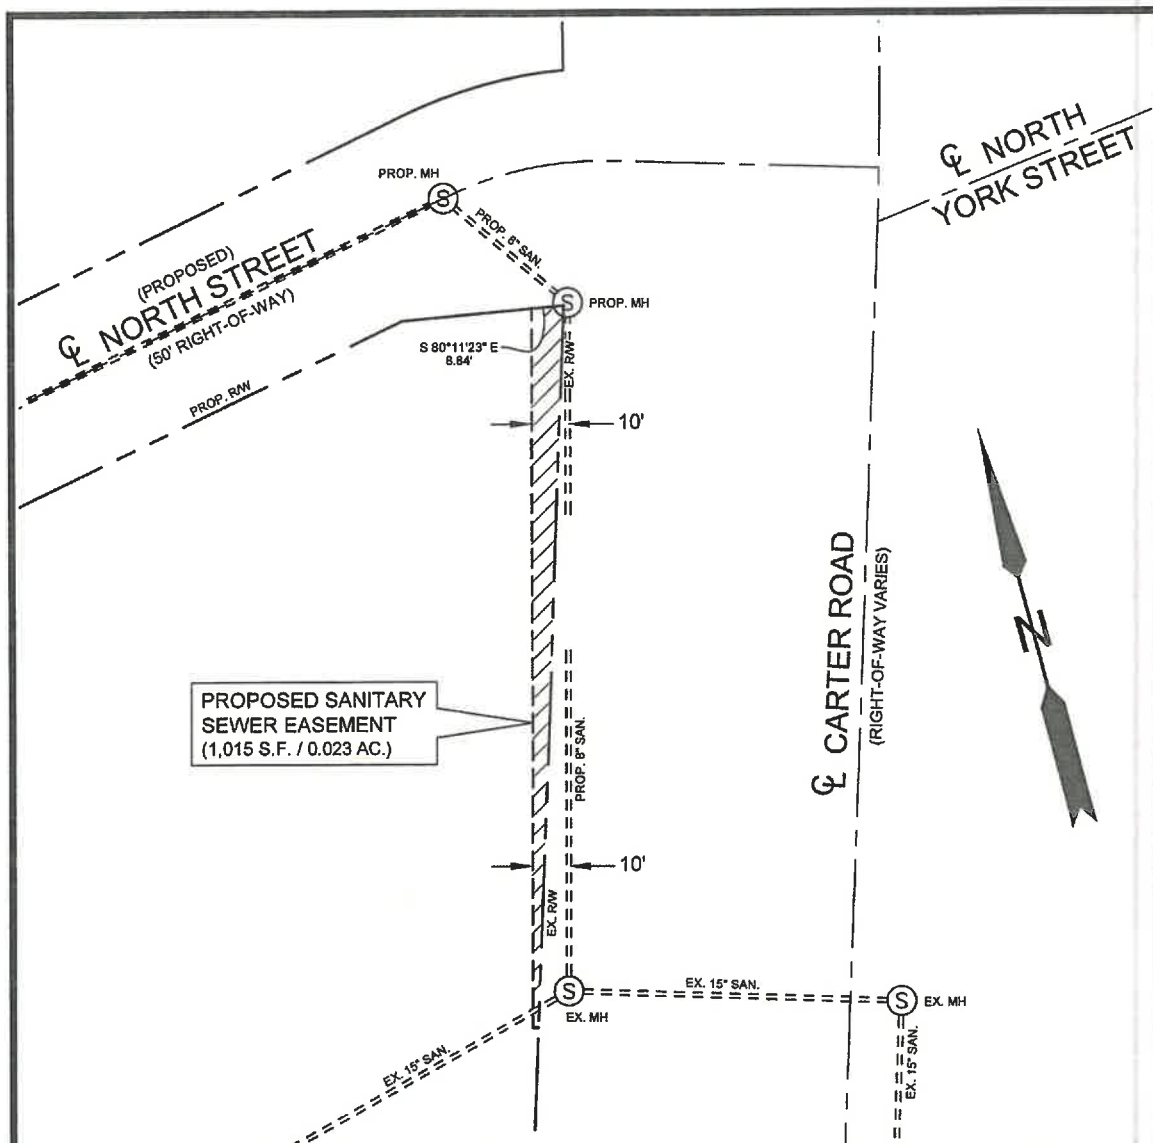 ℄ NORTH
YORK STREET
PROP. MH
PROP. 8" SAN.
(PROPOSED)
℄ NORTH STREET
(50' RIGHT-OF-WAY)
PROP. MH
S 80°11'23" E
8.84'
EX. R/W
PROP. R/W
10'
℄ CARTER ROAD
(RIGHT-OF-WAY VARIES)
N
PROPOSED SANITARY
SEWER EASEMENT
(1,015 S.F. / 0.023 AC.)
PROP. 8" SAN.
10'
EX. R/W
S
S
S
EX. 15" SAN.
S
EX. MH
EX. MH
EX. 15" SAN.
EX. 15" SAN.